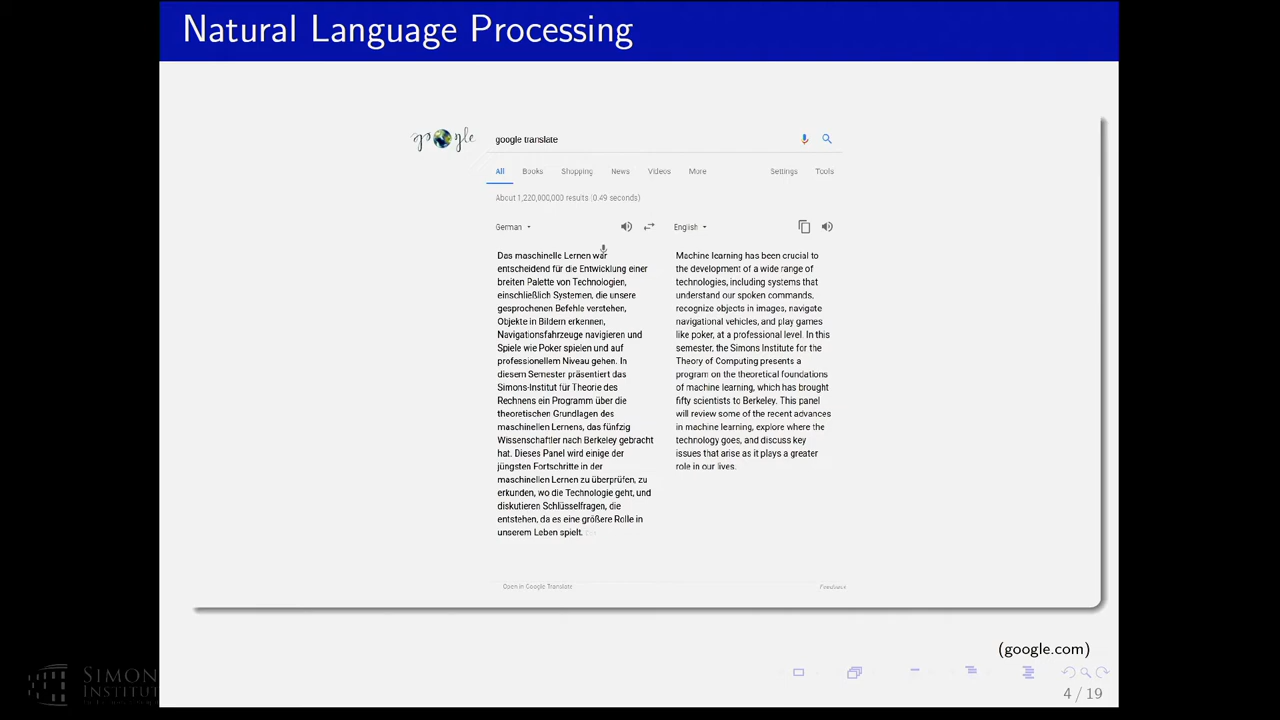 Natural Language Processing
google
google translate
All Books Shopping News Videos More Settings Tools
About 1,220,000,000 results (0.49 seconds)
German
English
Das maschinelle Lernen war
entscheidend für die Entwicklung einer
breiten Palette von Technologien,
einschließlich Systemen, die unsere
gesprochenen Befehle verstehen,
Objekte in Bildern erkennen,
Navigationsfahrzeuge navigieren und
Spiele wie Poker spielen und auf
professionellem Niveau gehen. In
diesem Semester präsentiert das
Simons-Institut für Theorie des
Rechnens ein Programm über die
theoretischen Grundlagen des
maschinellen Lernens, das fünfzig
Wissenschaftler nach Berkeley gebracht
hat. Dieses Panel wird einige der
jüngsten Fortschritte in der
maschinellen Lernen zu überprüfen, zu
erkunden, wo die Technologie geht, und
diskutieren Schlüsselfragen, die
entstehen, da es eine größere Rolle in
unserem Leben spielt.
Machine learning has been crucial to
the development of a wide range of
technologies, including systems that
understand our spoken commands,
recognize objects in images, navigate
navigational vehicles, and play games
like poker, at a professional level. In this
semester, the Simons Institute for the
Theory of Computing presents a
program on the theoretical foundations
of machine learning, which has brought
fifty scientists to Berkeley. This panel
will review some of the recent advances
in machine learning, explore where the
technology goes, and discuss key
issues that arise as it plays a greater
role in our lives.
Open in Google Translate
Feedback
(google.com)
4 / 19
SIMON
INSTITUT